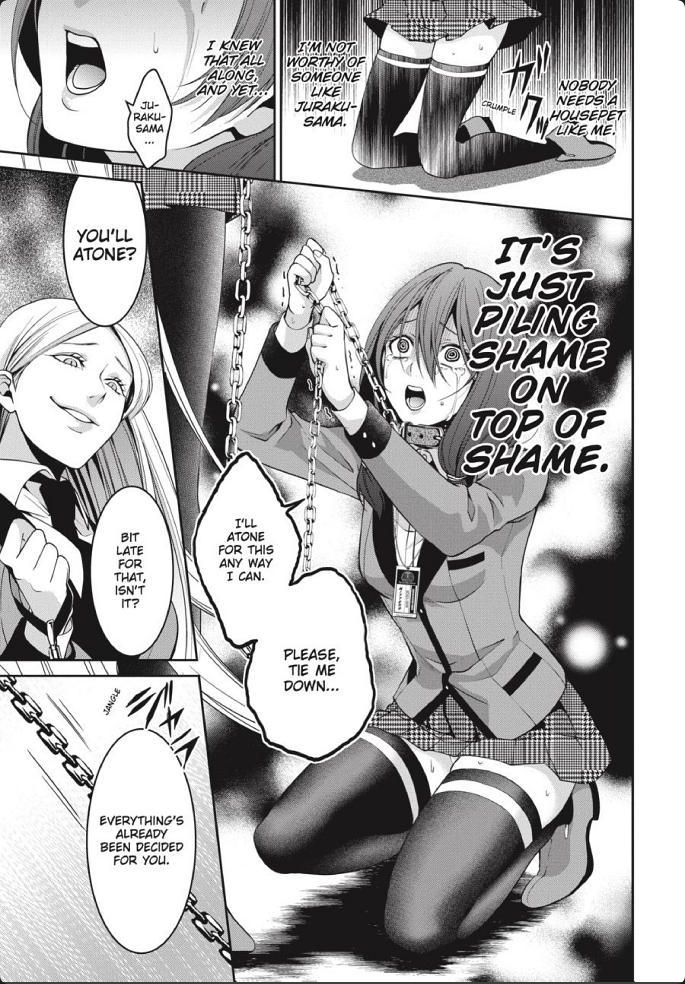 NOBODY
NEEDS A
HOUSEPET
LIKE ME.
ガクッ
CRUMPLE
I'M NOT
WORTHY OF
SOMEONE
LIKE
JURAKU-
SAMA.
I KNEW
THAT ALL
ALONG,
AND YET...
JU-
RAKU-
SAMA
...
IT'S
JUST
PILING
SHAME
ON
TOP OF
SHAME.
I'LL
ATONE
FOR THIS
ANY WAY
I CAN.
PLEASE,
TIE ME
DOWN...
YOU'LL
ATONE?
BIT
LATE
FOR
THAT,
ISN'T
IT?
JANGLE
EVERYTHING'S
ALREADY
BEEN DECIDED
FOR YOU.